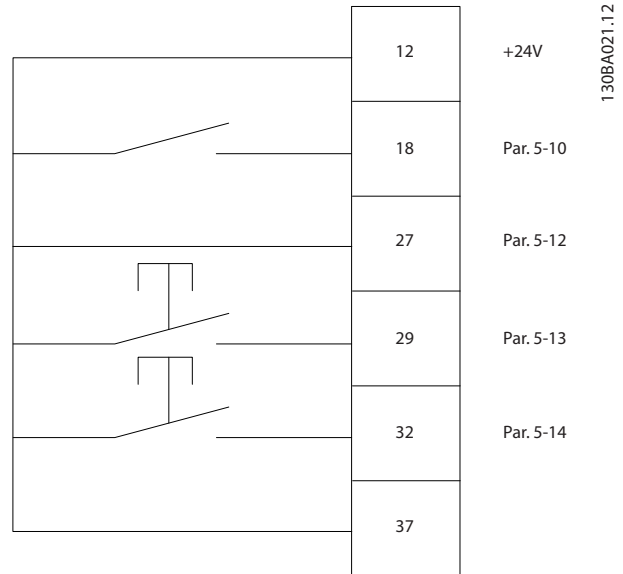 12 +24V
18 Par. 5-10
27 Par. 5-12
29 Par. 5-13
32 Par. 5-14
37
130BA021.12